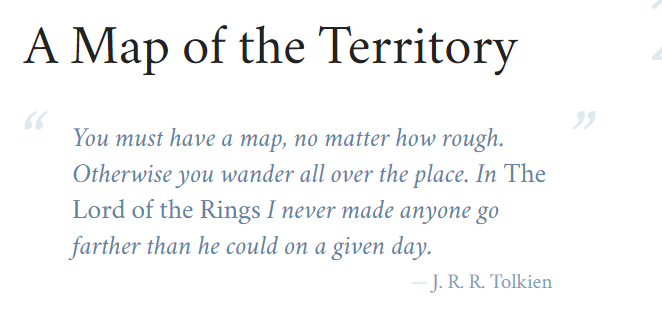 A Map of the Territory
“ You must have a map, no matter how rough. ”
Otherwise you wander all over the place. In The
Lord of the Rings I never made anyone go
farther than he could on a given day.
— J. R. R. Tolkien